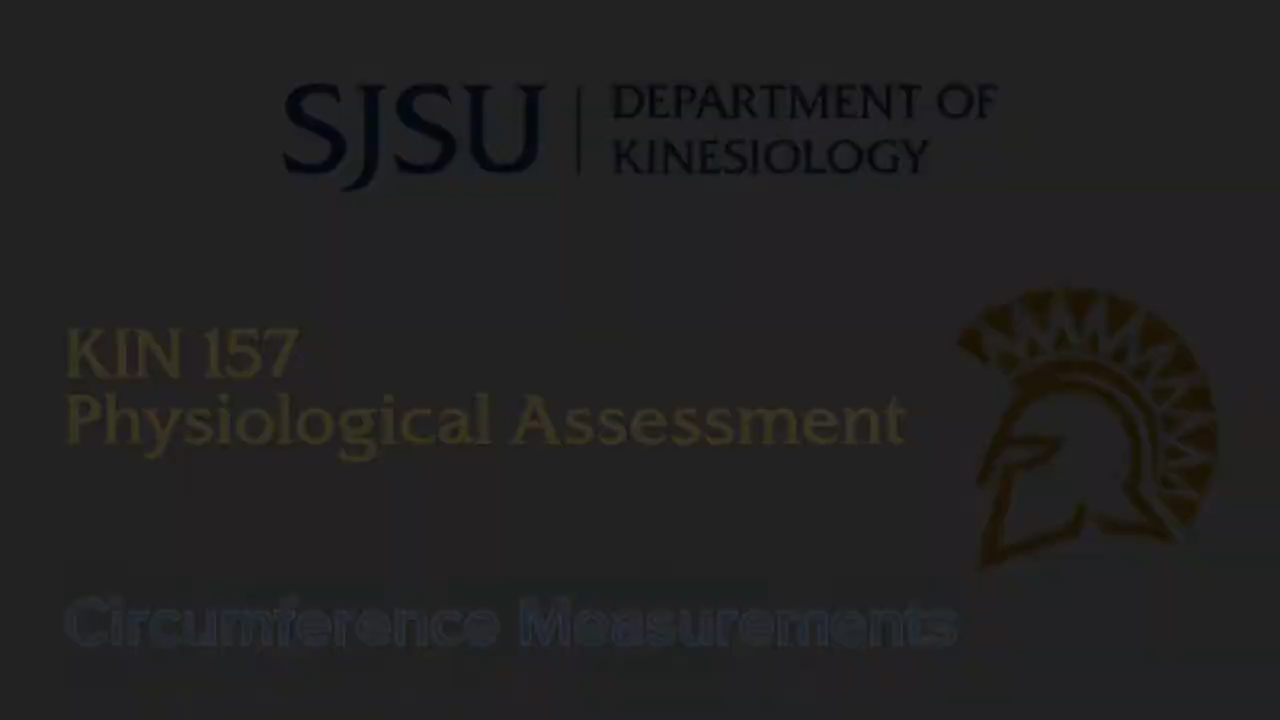 SJSU
DEPARTMENT OF
KINESIOLOGY
KIN 157
Physiological Assessment
Circumference Measurements